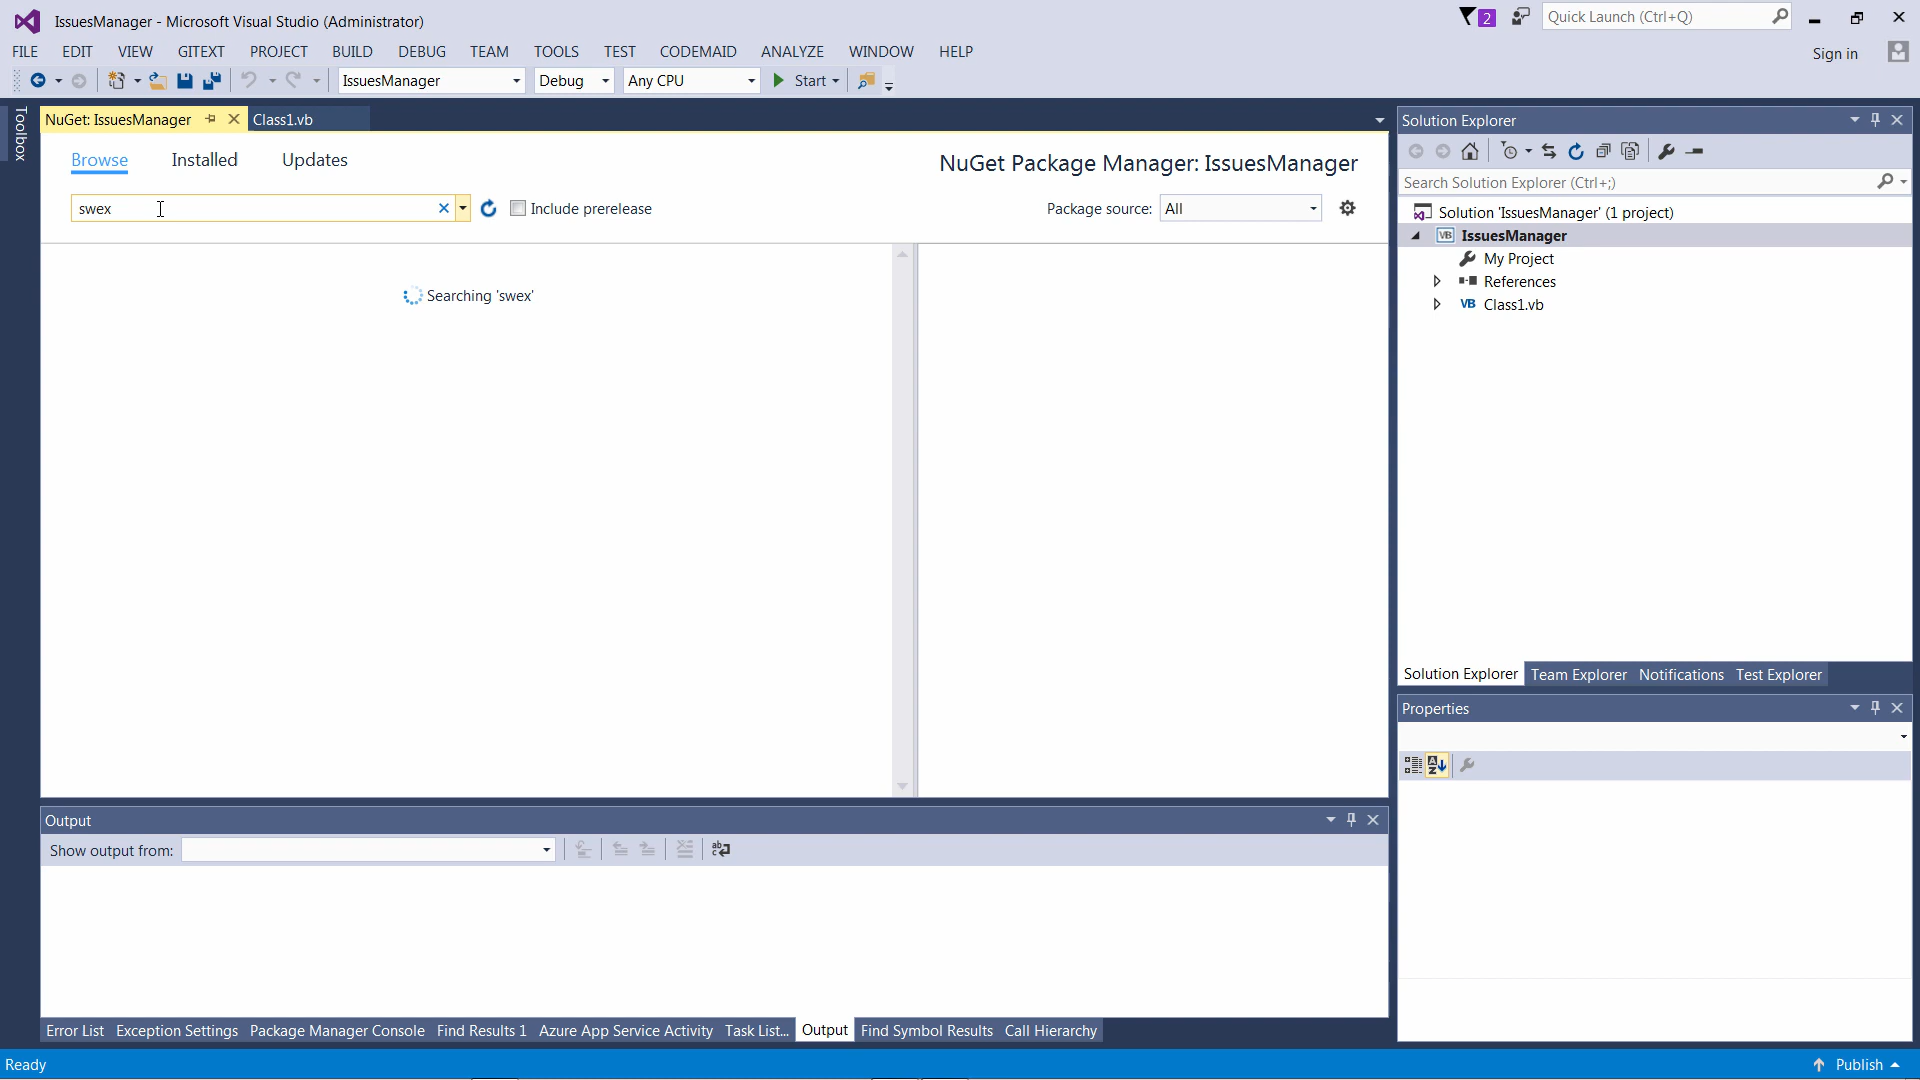 IssuesManager - Microsoft Visual Studio (Administrator)
2
Quick Launch (Ctrl+Q)
FILE EDIT VIEW GITEXT PROJECT BUILD DEBUG TEAM TOOLS TEST CODEMAID ANALYZE WINDOW HELP
Sign in
IssuesManager Debug Any CPU Start
Toolbox
NuGet: IssuesManager Class1.vb
Browse Installed Updates
NuGet Package Manager: IssuesManager
swex
Include prerelease
Package source: All
Searching 'swex'
Solution Explorer
Search Solution Explorer (Ctrl+;)
Solution 'IssuesManager' (1 project)
VB IssuesManager
My Project
References
VB Class1.vb
Solution Explorer Team Explorer Notifications Test Explorer
Properties
Output
Show output from:
Error List Exception Settings Package Manager Console Find Results 1 Azure App Service Activity Task List... Output Find Symbol Results Call Hierarchy
Ready
Publish